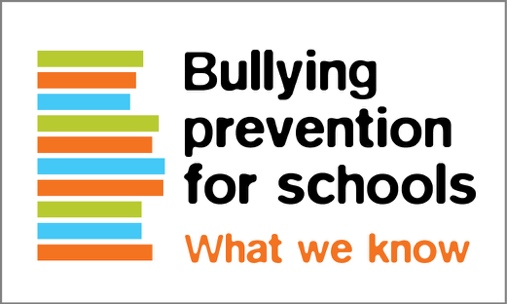 Bullying
prevention
for schools
What we know